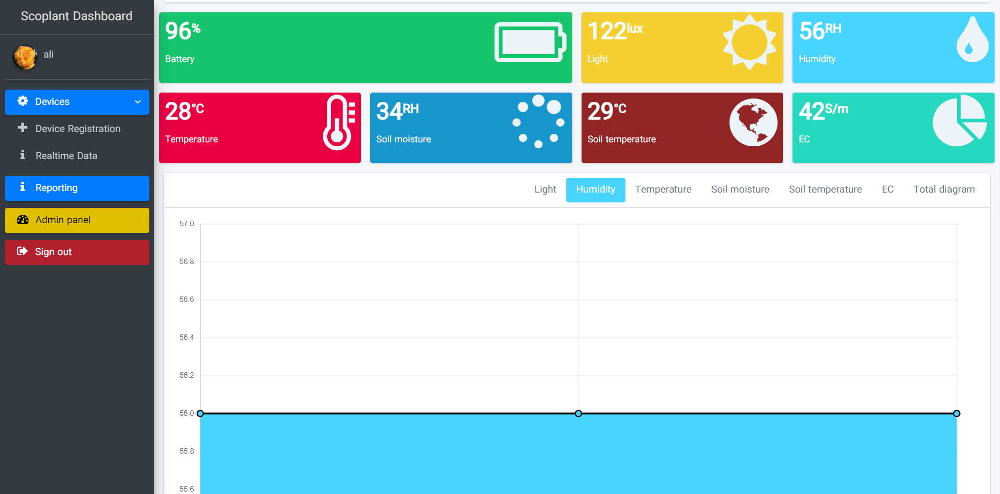 Scoplant Dashboard
ali
Devices
Device Registration
Realtime Data
Reporting
Admin panel
Sign out
96%
Battery
122lux
Light
56RH
Humidity
28°C
Temperature
34RH
Soil moisture
29°C
Soil temperature
42S/m
EC
Light Humidity Temperature Soil moisture Soil temperature EC Total diagram
57.0
56.8
56.6
56.4
56.2
56.0
55.8
55.6